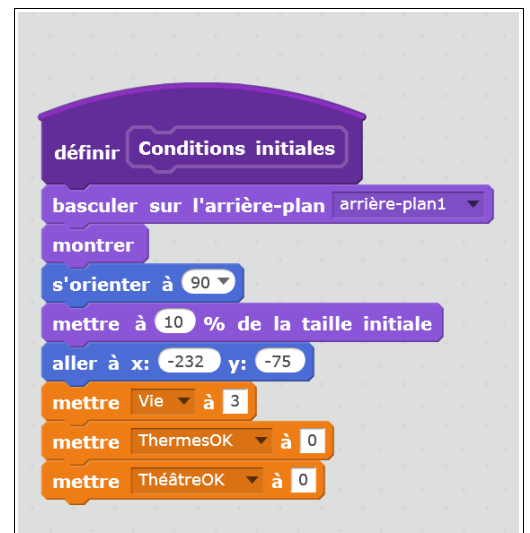 définir Conditions initiales
basculer sur l'arrière-plan arrière-plan1
montrer
s'orienter à 90
mettre à 10 % de la taille initiale
aller à x: -232 y: -75
mettre Vie à 3
mettre ThermesOK à 0
mettre ThéâtreOK à 0